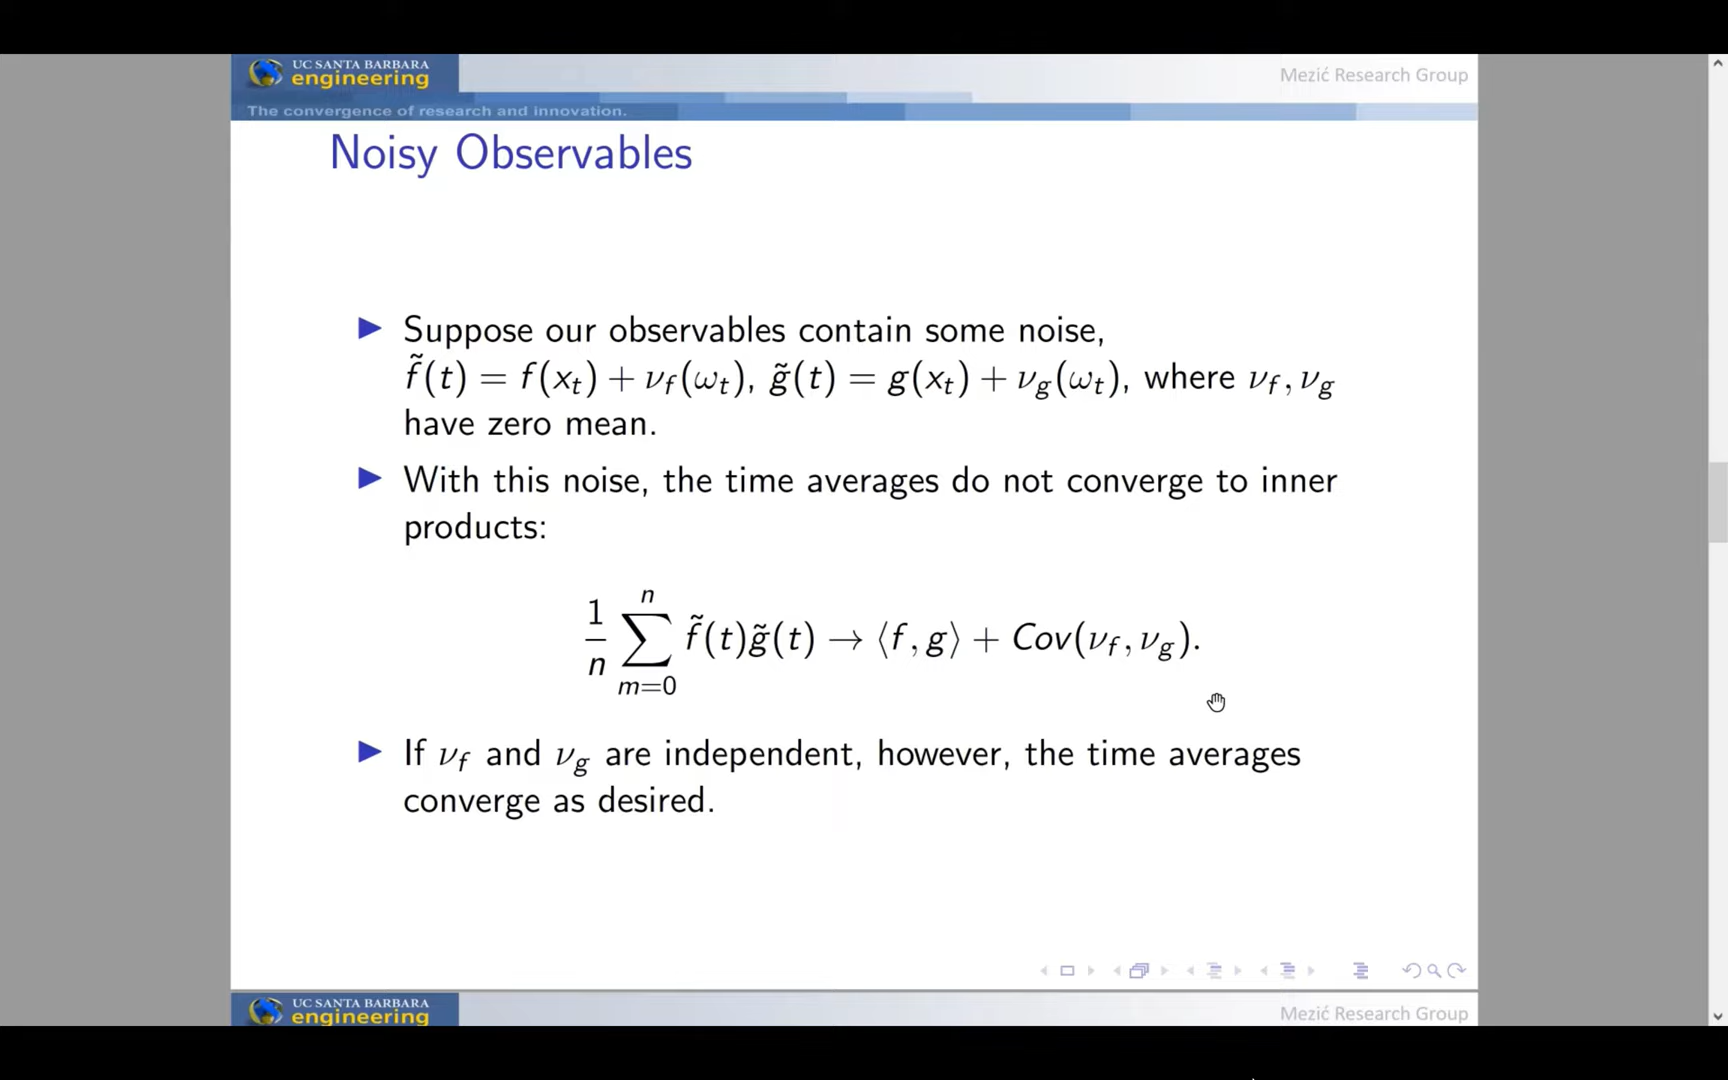 UC SANTA BARBARA
engineering
Mezić Research Group
The convergence of research and innovation.
Noisy Observables
Suppose our observables contain some noise,
f̃(t) = f(x_t) + ν_f(ω_t), g̃(t) = g(x_t) + ν_g(ω_t), where ν_f, ν_g
have zero mean.
With this noise, the time averages do not converge to inner
products:
1/n ∑_{m=0}^{n} f̃(t)g̃(t) → ⟨f, g⟩ + Cov(ν_f, ν_g).
If ν_f and ν_g are independent, however, the time averages
converge as desired.
UC SANTA BARBARA
engineering
Mezić Research Group